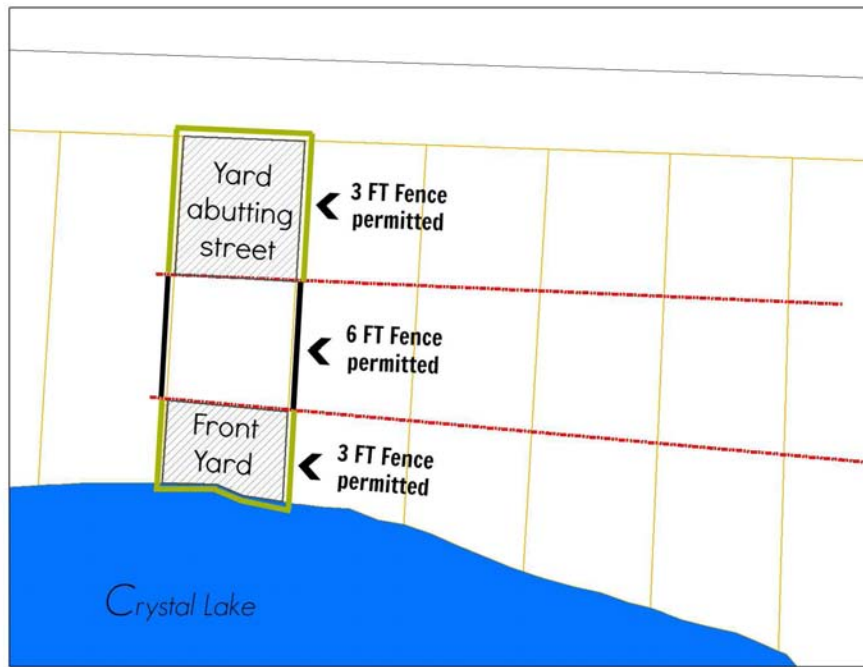 Yard
abutting
street
3 FT Fence
permitted
6 FT Fence
permitted
Front
Yard
3 FT Fence
permitted
Crystal Lake